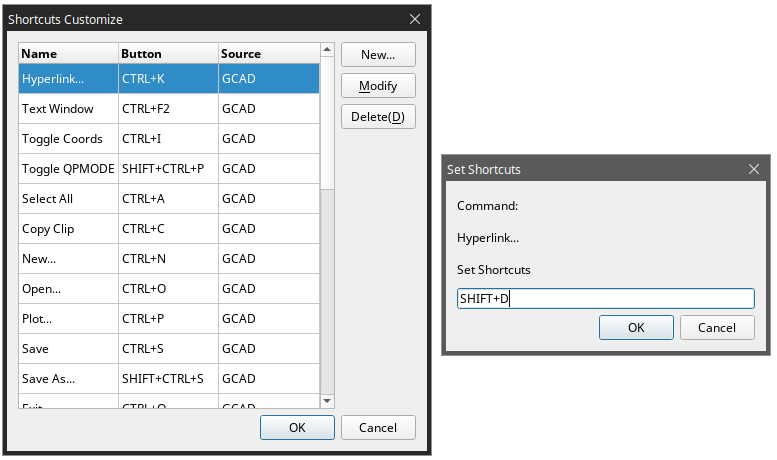 Shortcuts Customize
Name Button Source
Hyperlink... CTRL+K GCAD
Text Window CTRL+F2 GCAD
Toggle Coords CTRL+I GCAD
Toggle QPMODE SHIFT+CTRL+P GCAD
Select All CTRL+A GCAD
Copy Clip CTRL+C GCAD
New... CTRL+N GCAD
Open... CTRL+O GCAD
Plot... CTRL+P GCAD
Save CTRL+S GCAD
Save As... SHIFT+CTRL+S GCAD
Exit CTRL+Q GCAD
New...
Modify
Delete(D)
OK Cancel
Set Shortcuts
Command:
Hyperlink...
Set Shortcuts
SHIFT+D
OK Cancel